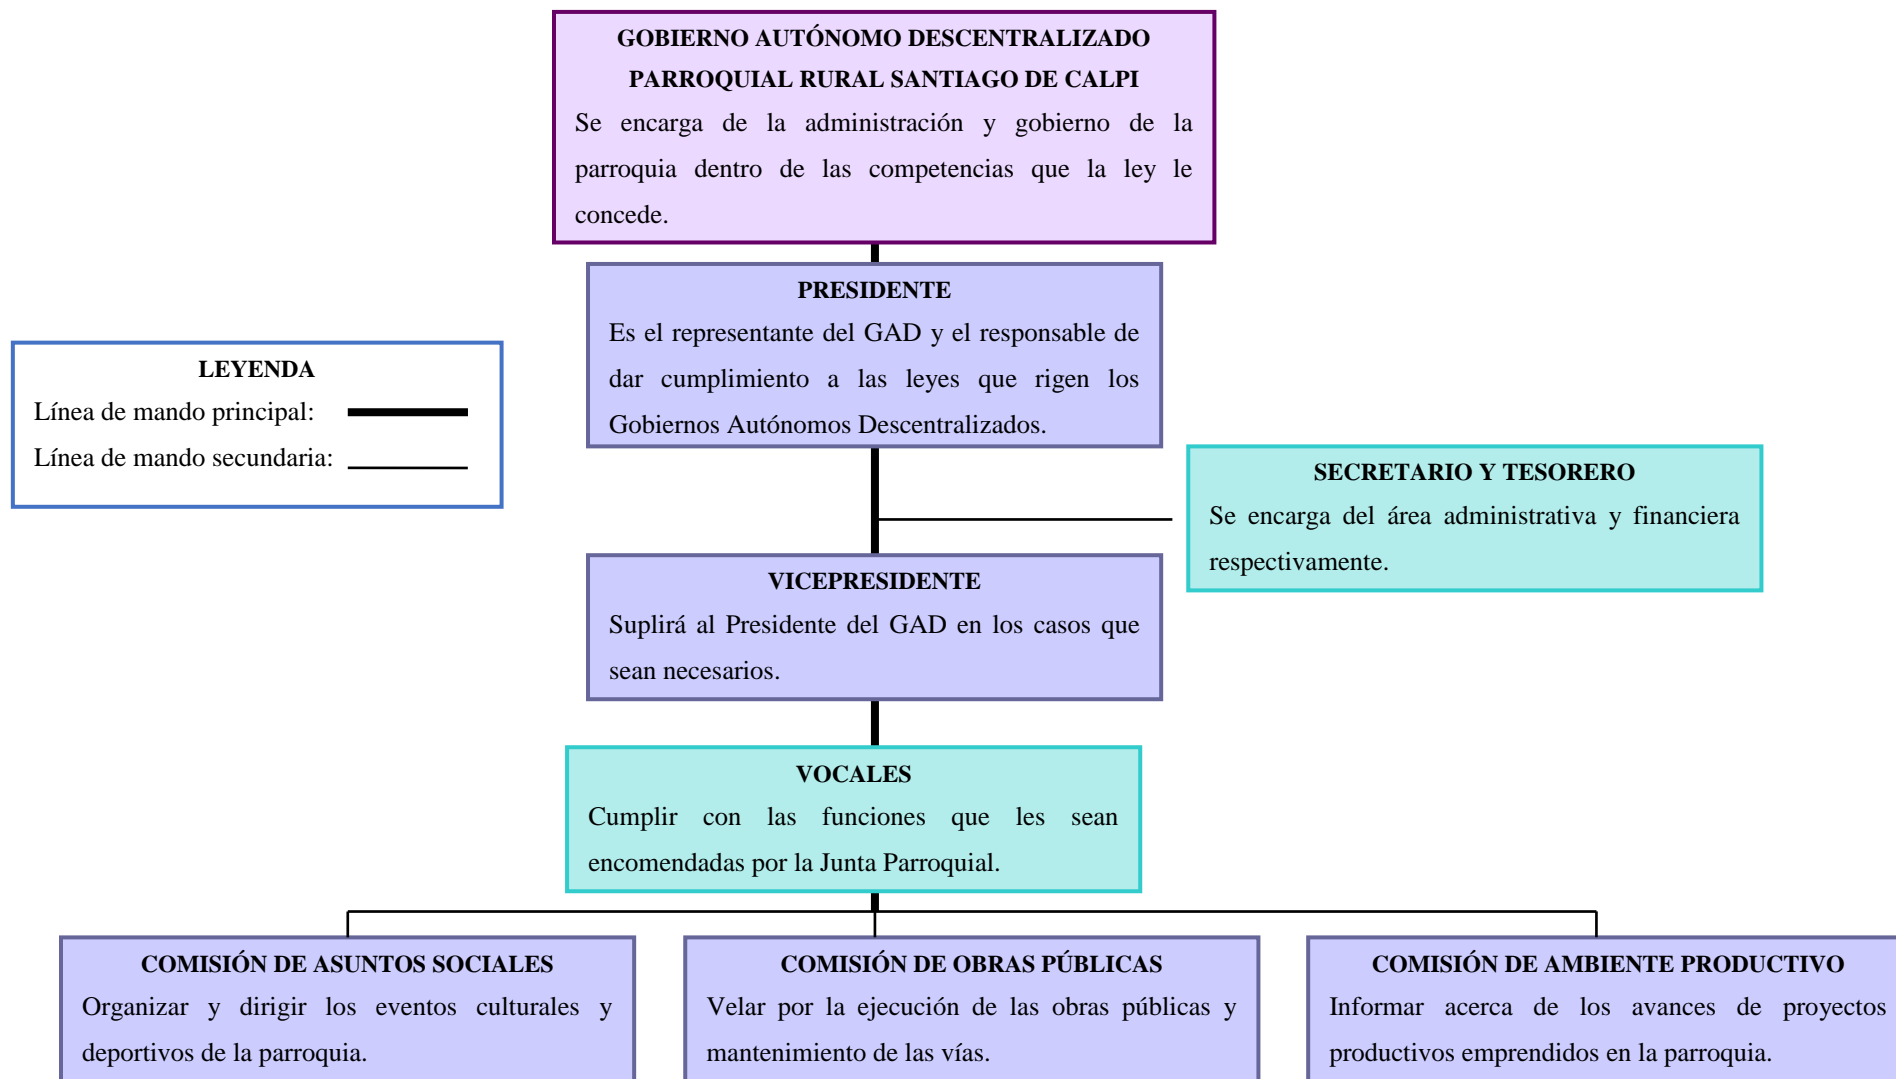 GOBIERNO AUTÓNOMO DESCENTRALIZADO
PARROQUIAL RURAL SANTIAGO DE CALPI
Se encarga de la administración y gobierno de la
parroquia dentro de las competencias que la ley le
concede.
PRESIDENTE
Es el representante del GAD y el responsable de
dar cumplimiento a las leyes que rigen los
Gobiernos Autónomos Descentralizados.
LEYENDA
Línea de mando principal:
Línea de mando secundaria:
SECRETARIO Y TESORERO
Se encarga del área administrativa y financiera
respectivamente.
VICEPRESIDENTE
Suplirá al Presidente del GAD en los casos que
sean necesarios.
VOCALES
Cumplir con las funciones que les sean
encomendadas por la Junta Parroquial.
COMISIÓN DE ASUNTOS SOCIALES
Organizar y dirigir los eventos culturales y
deportivos de la parroquia.
COMISIÓN DE OBRAS PÚBLICAS
Velar por la ejecución de las obras públicas y
mantenimiento de las vías.
COMISIÓN DE AMBIENTE PRODUCTIVO
Informar acerca de los avances de proyectos
productivos emprendidos en la parroquia.